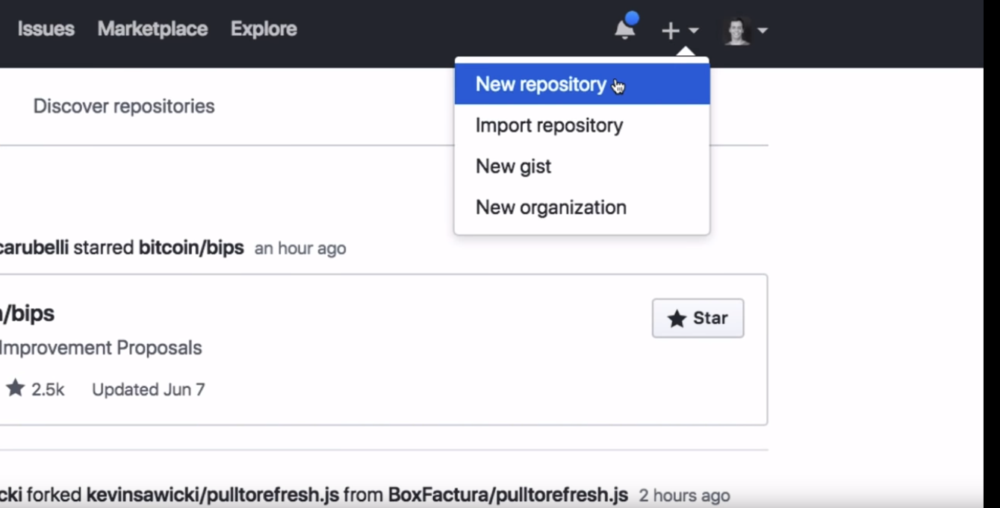 Issues Marketplace Explore
New repository
Discover repositories
Import repository
New gist
New organization
carubelli starred bitcoin/bips an hour ago
/bips
Star
Improvement Proposals
2.5k Updated Jun 7
cki forked kevinsawicki/pulltorefresh.js from BoxFactura/pulltorefresh.js 2 hours ago